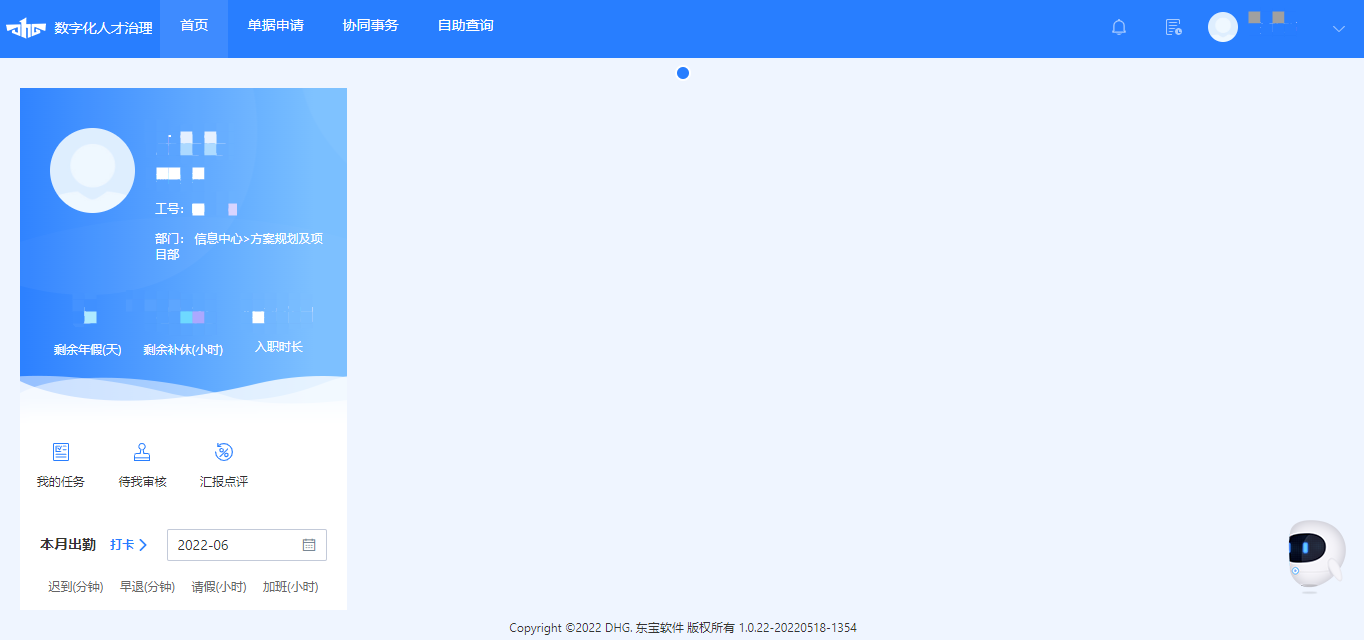 DHG 数字化人才治理 首页 单据申请 协同事务 自助查询
工号:
部门: 信息中心>方案规划及项
目部
剩余年假(天) 剩余补休(小时) 入职时长
我的任务 待我审核 汇报点评
本月出勤 打卡 2022-06
迟到(分钟) 早退(分钟) 请假(小时) 加班(小时)
Copyright ©2022 DHG. 东宝软件 版权所有 1.0.22-20220518-1354